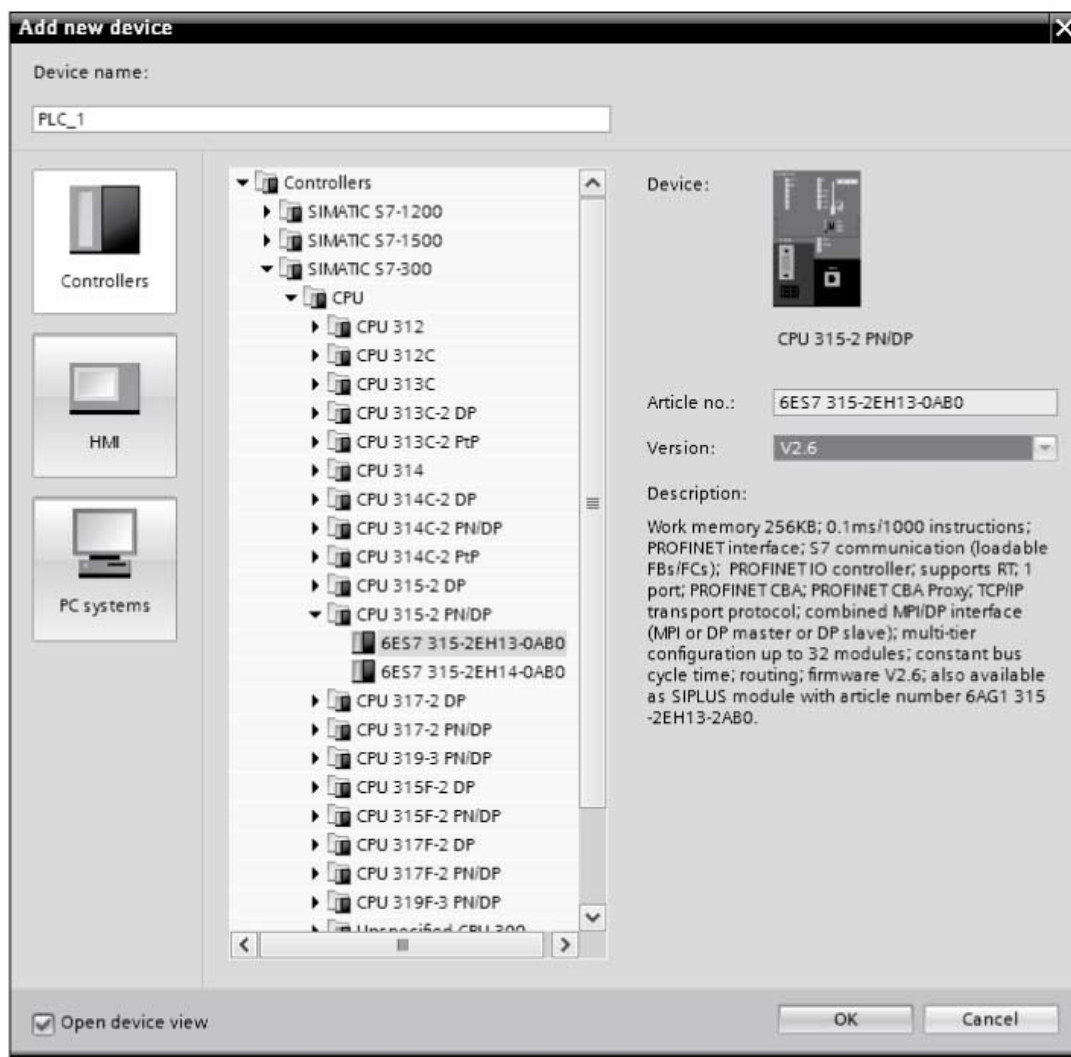 Add new device
Device name:
PLC_1
Controllers
HMI
PC systems
Controllers
SIMATIC S7-1200
SIMATIC S7-1500
SIMATIC S7-300
CPU
CPU 312
CPU 312C
CPU 313C
CPU 313C-2 DP
CPU 313C-2 PtP
CPU 314
CPU 314C-2 DP
CPU 314C-2 PN/DP
CPU 314C-2 PtP
CPU 315-2 DP
CPU 315-2 PN/DP
6ES7 315-2EH13-0AB0
6ES7 315-2EH14-0AB0
CPU 317-2 DP
CPU 317-2 PN/DP
CPU 319-3 PN/DP
CPU 315F-2 DP
CPU 315F-2 PN/DP
CPU 317F-2 DP
CPU 317F-2 PN/DP
CPU 319F-3 PN/DP
Unspecified CPU 300
Device:
CPU 315-2 PN/DP
Article no.: 6ES7 315-2EH13-0AB0
Version: V2.6
Description:
Work memory 256KB; 0.1ms/1000 instructions;
PROFINET interface; S7 communication (loadable
FBs/FCs); PROFINET IO controller; supports RT; 1
port; PROFINET CBA; PROFINET CBA Proxy; TCP/IP
transport protocol; combined MPI/DP interface
(MPI or DP master or DP slave); multi-tier
configuration up to 32 modules; constant bus
cycle time; routing; firmware V2.6; also available
as SIPLUS module with article number 6AG1 315
-2EH13-2AB0.
Open device view
OK
Cancel